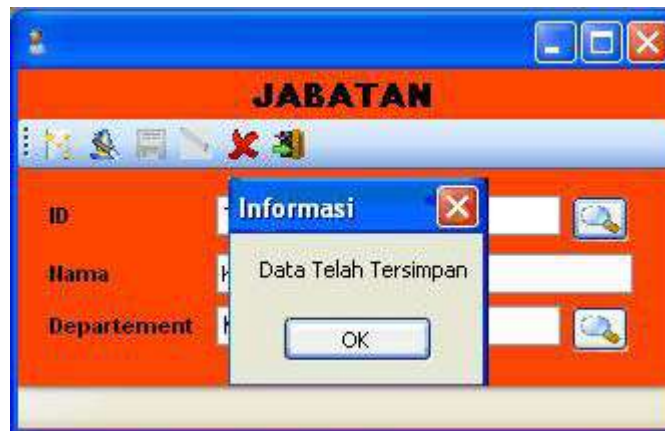 JABATAN
ID
Informasi
Nama
Data Telah Tersimpan
Departement
OK